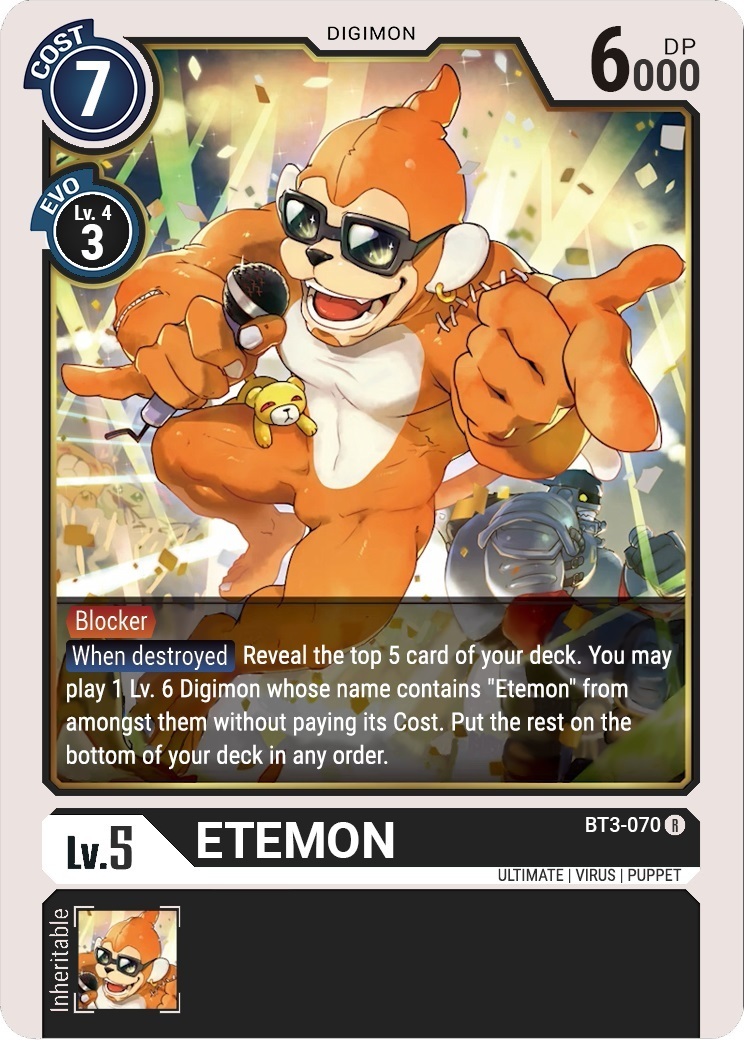 DIGIMON
COST
7
DP
6000
EVO
Lv. 4
3
Blocker
When destroyed Reveal the top 5 card of your deck. You may
play 1 Lv. 6 Digimon whose name contains "Etemon" from
amongst them without paying its Cost. Put the rest on the
bottom of your deck in any order.
Lv.5
ETEMON
BT3-070 R
ULTIMATE | VIRUS | PUPPET
Inheritable